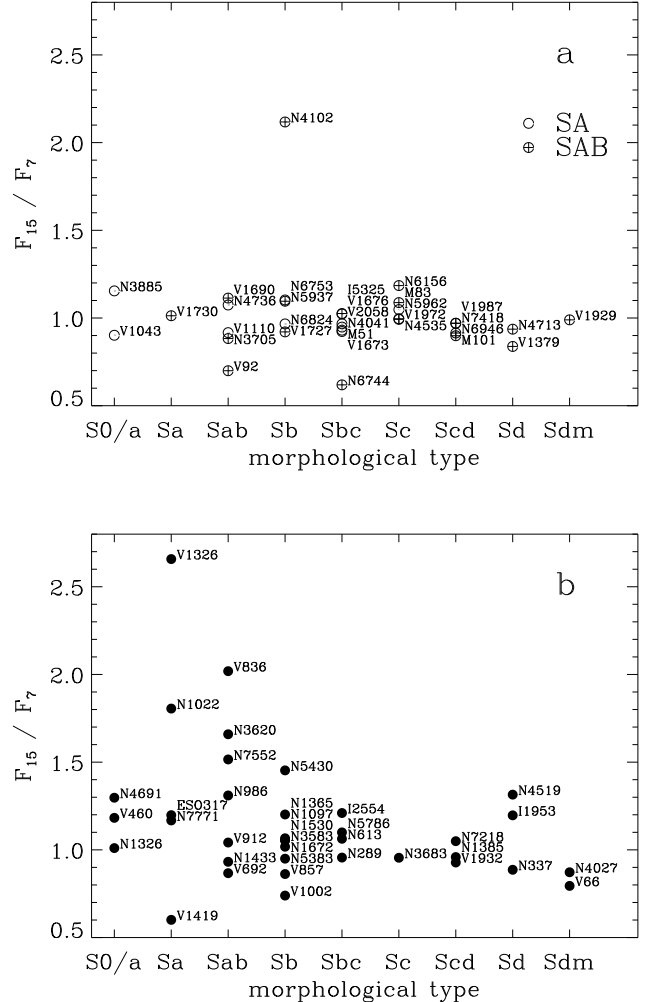 2.5
a
N4102
SA
2.0
SAB
F15 / F7
1.5
N3885
V1690
N6753
I5325
N6156
M83
V1730
N4736
N5937
V1676
N5962
V1987
V2058
V1972
N7418
V1929
1.0
N6824
N4041
N4535
N6946
N4713
V1043
V1110
V1727
M51
M101
N3705
V1673
V1379
V92
N6744
0.5
S0/a Sa Sab Sb Sbc Sc Scd Sd Sdm
morphological type
V1326
b
2.5
V836
2.0
N1022
N3620
F15 / F7
N7552
1.5
N5430
N4691
N986
N4519
ES0317
N1365
I2554
V460
N7771
N1097
N5786
I1953
N1530
N1326
V912
N3583
N613
N7218
1.0
N1672
N1385
N1433
N5383
N289
N3683
V1932
V692
V857
N337
N4027
V1002
V66
V1419
0.5
S0/a Sa Sab Sb Sbc Sc Scd Sd Sdm
morphological type